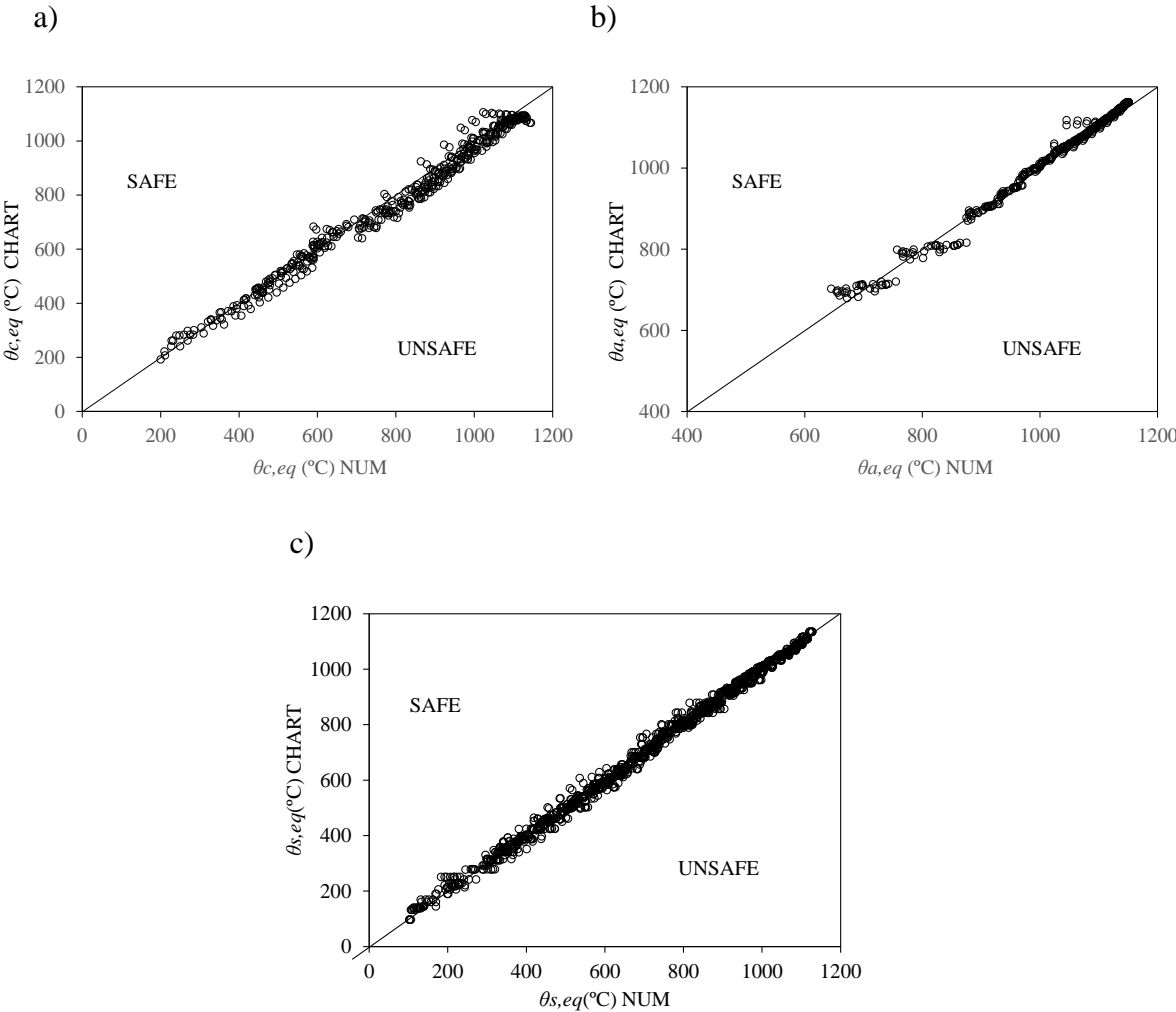 a)
1200
1000
800
600
400
200
0
θc,eq (ºC) CHART
SAFE
UNSAFE
0 200 400 600 800 1000 1200
θc,eq (ºC) NUM
b)
1200
1000
800
600
400
θa,eq (ºC) CHART
SAFE
UNSAFE
400 600 800 1000 1200
θa,eq (ºC) NUM
c)
1200
1000
800
600
400
200
0
θs,eq(ºC) CHART
SAFE
UNSAFE
0 200 400 600 800 1000 1200
θs,eq(ºC) NUM